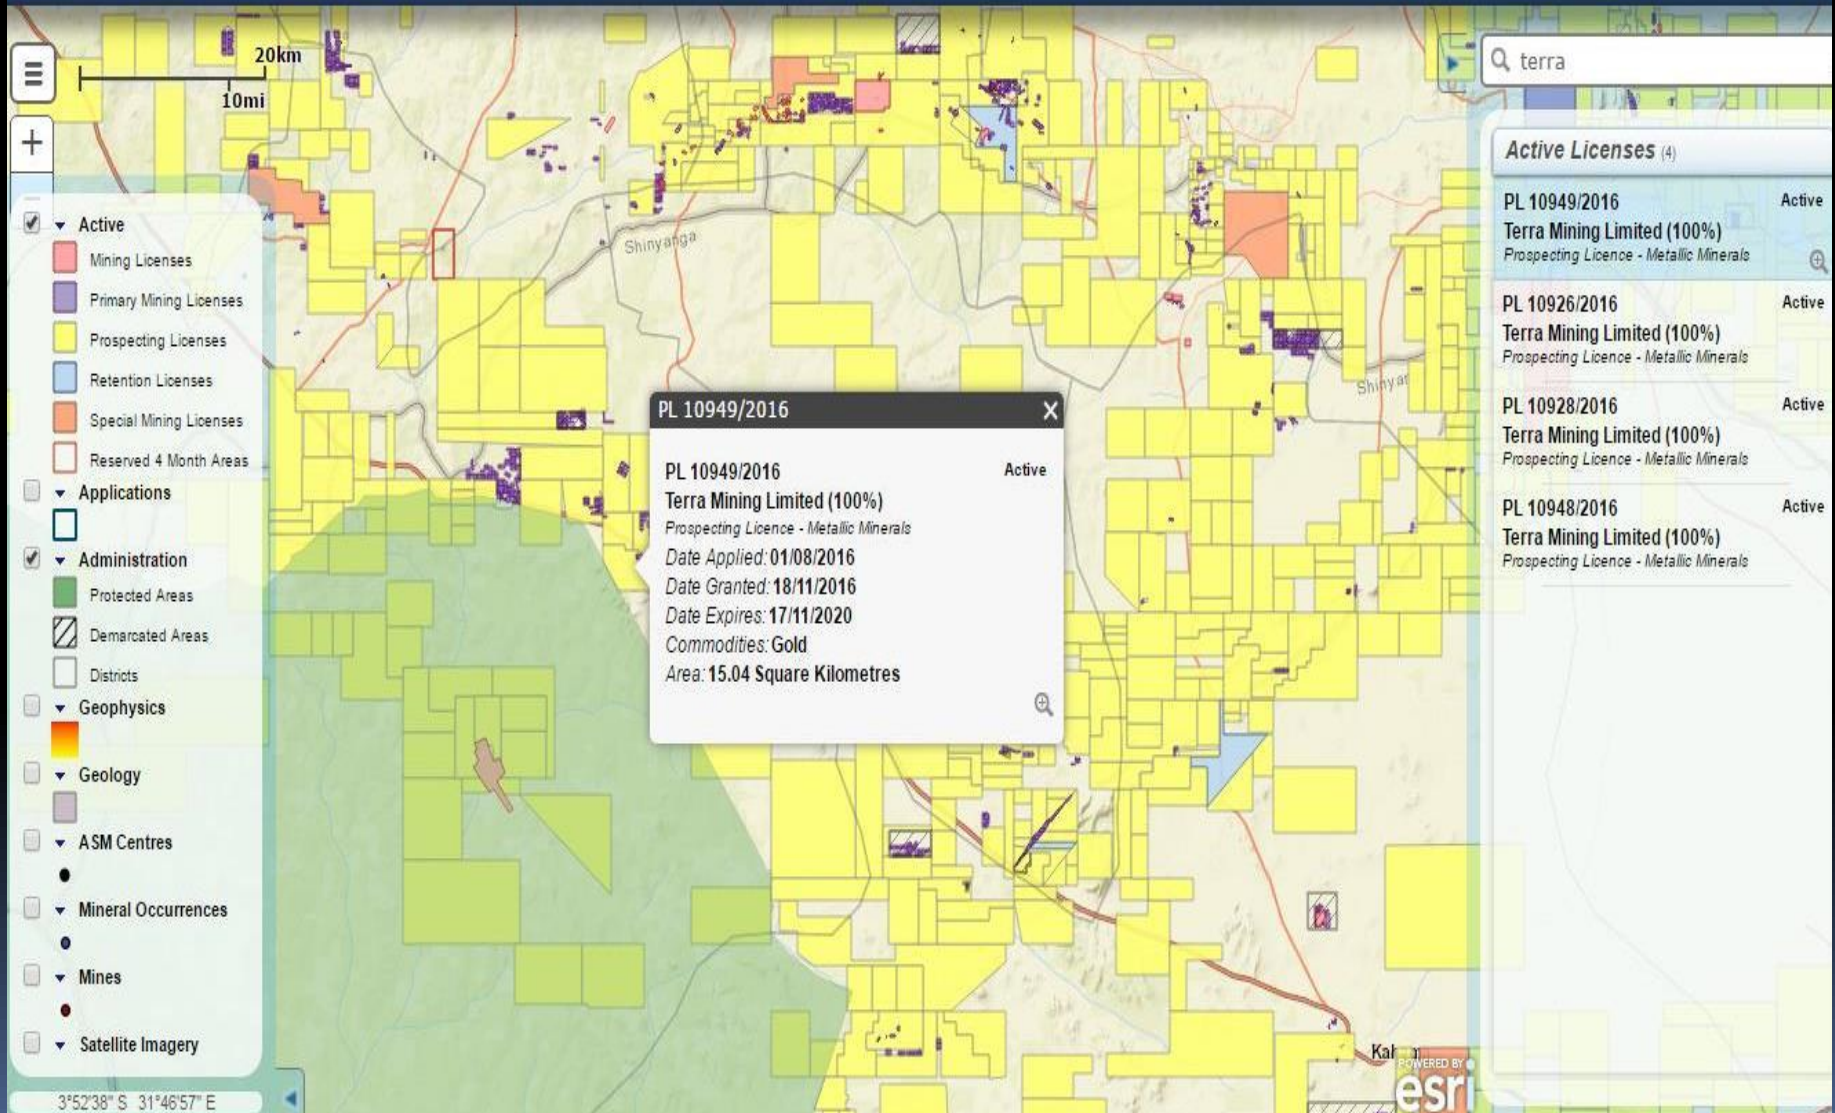 20km
10mi
+
Active
Mining Licenses
Primary Mining Licenses
Prospecting Licenses
Retention Licenses
Special Mining Licenses
Reserved 4 Month Areas
Applications
Administration
Protected Areas
Demarcated Areas
Districts
Geophysics
Geology
ASM Centres
Mineral Occurrences
Mines
Satellite Imagery
3°52'38" S 31°46'57" E
Shinyanga
PL 10949/2016 X
PL 10949/2016 Active
Terra Mining Limited (100%)
Prospecting Licence - Metallic Minerals
Date Applied: 01/08/2016
Date Granted: 18/11/2016
Date Expires: 17/11/2020
Commodities: Gold
Area: 15.04 Square Kilometres
POWERED BY
esri
terra
Active Licenses (4)
PL 10949/2016 Active
Terra Mining Limited (100%)
Prospecting Licence - Metallic Minerals
PL 10926/2016 Active
Terra Mining Limited (100%)
Prospecting Licence - Metallic Minerals
PL 10928/2016 Active
Terra Mining Limited (100%)
Prospecting Licence - Metallic Minerals
PL 10948/2016 Active
Terra Mining Limited (100%)
Prospecting Licence - Metallic Minerals